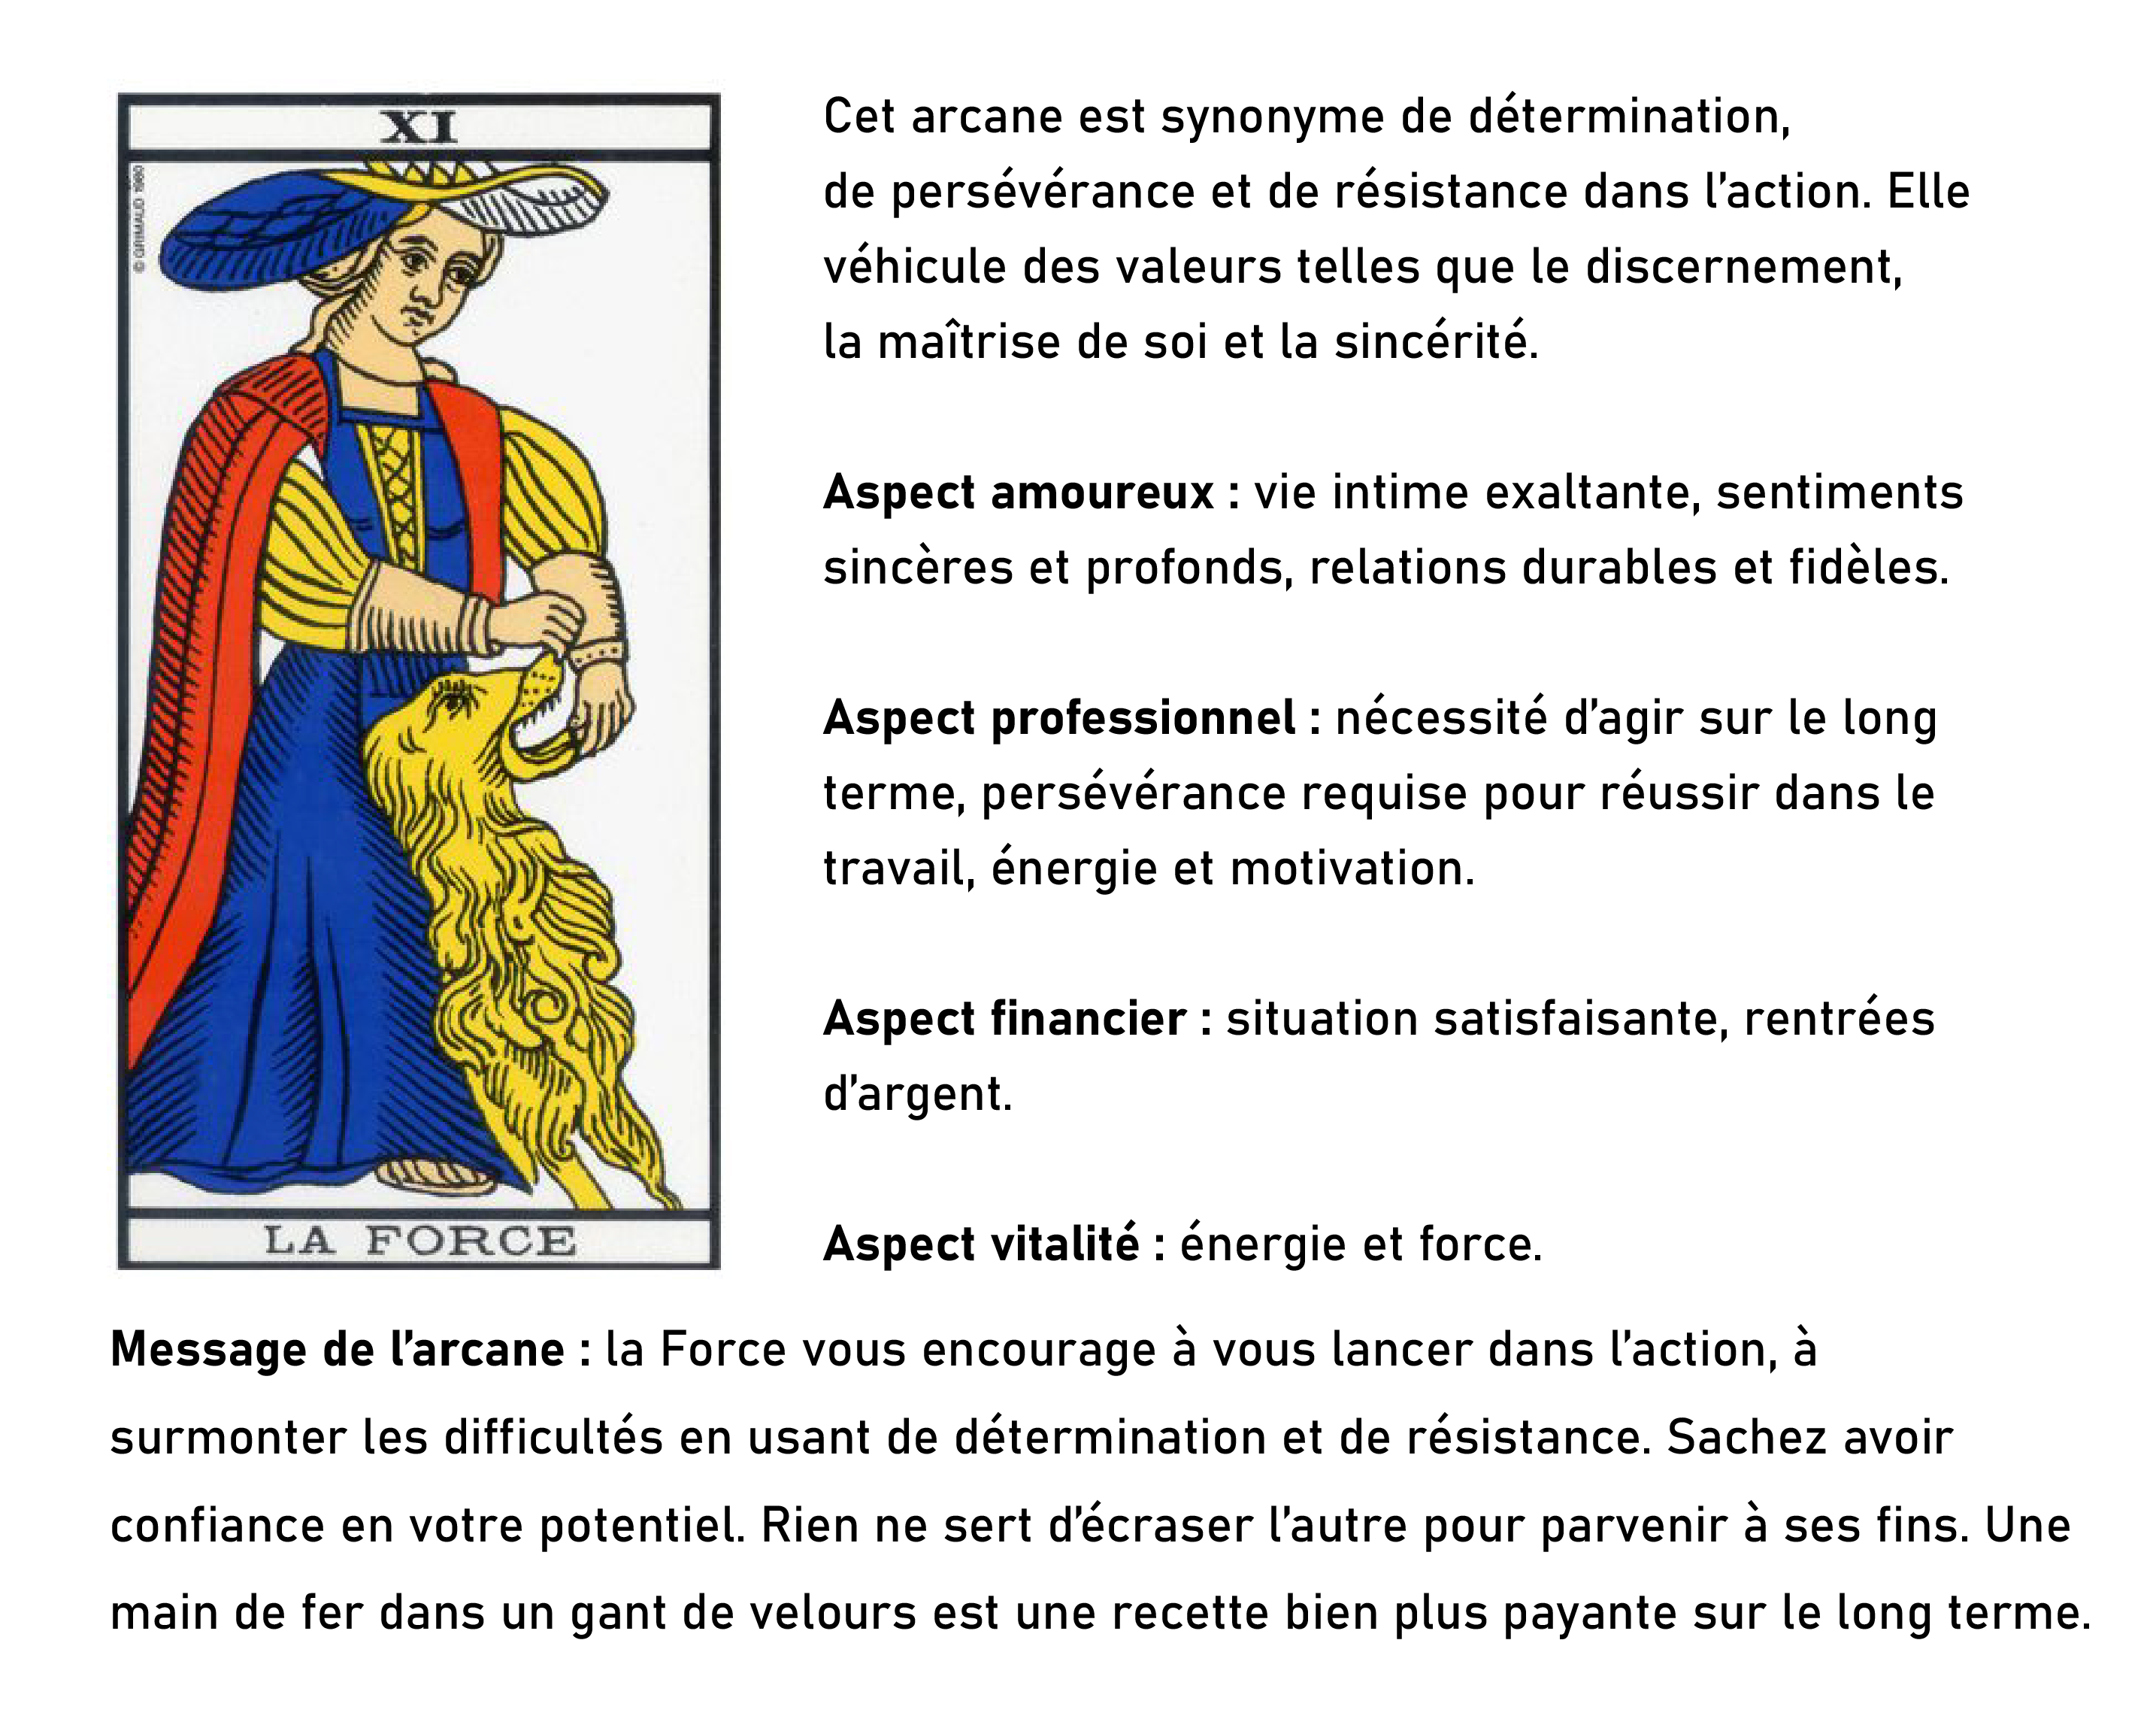 XI
© GRIMAUD 1980
LA FORCE
Cet arcane est synonyme de détermination,
de persévérance et de résistance dans l'action. Elle
véhicule des valeurs telles que le discernement,
la maîtrise de soi et la sincérité.
Aspect amoureux : vie intime exaltante, sentiments
sincères et profonds, relations durables et fidèles.
Aspect professionnel : nécessité d'agir sur le long
terme, persévérance requise pour réussir dans le
travail, énergie et motivation.
Aspect financier : situation satisfaisante, rentrées
d'argent.
Aspect vitalité : énergie et force.
Message de l'arcane : la Force vous encourage à vous lancer dans l'action, à
surmonter les difficultés en usant de détermination et de résistance. Sachez avoir
confiance en votre potentiel. Rien ne sert d'écraser l'autre pour parvenir à ses fins. Une
main de fer dans un gant de velours est une recette bien plus payante sur le long terme.